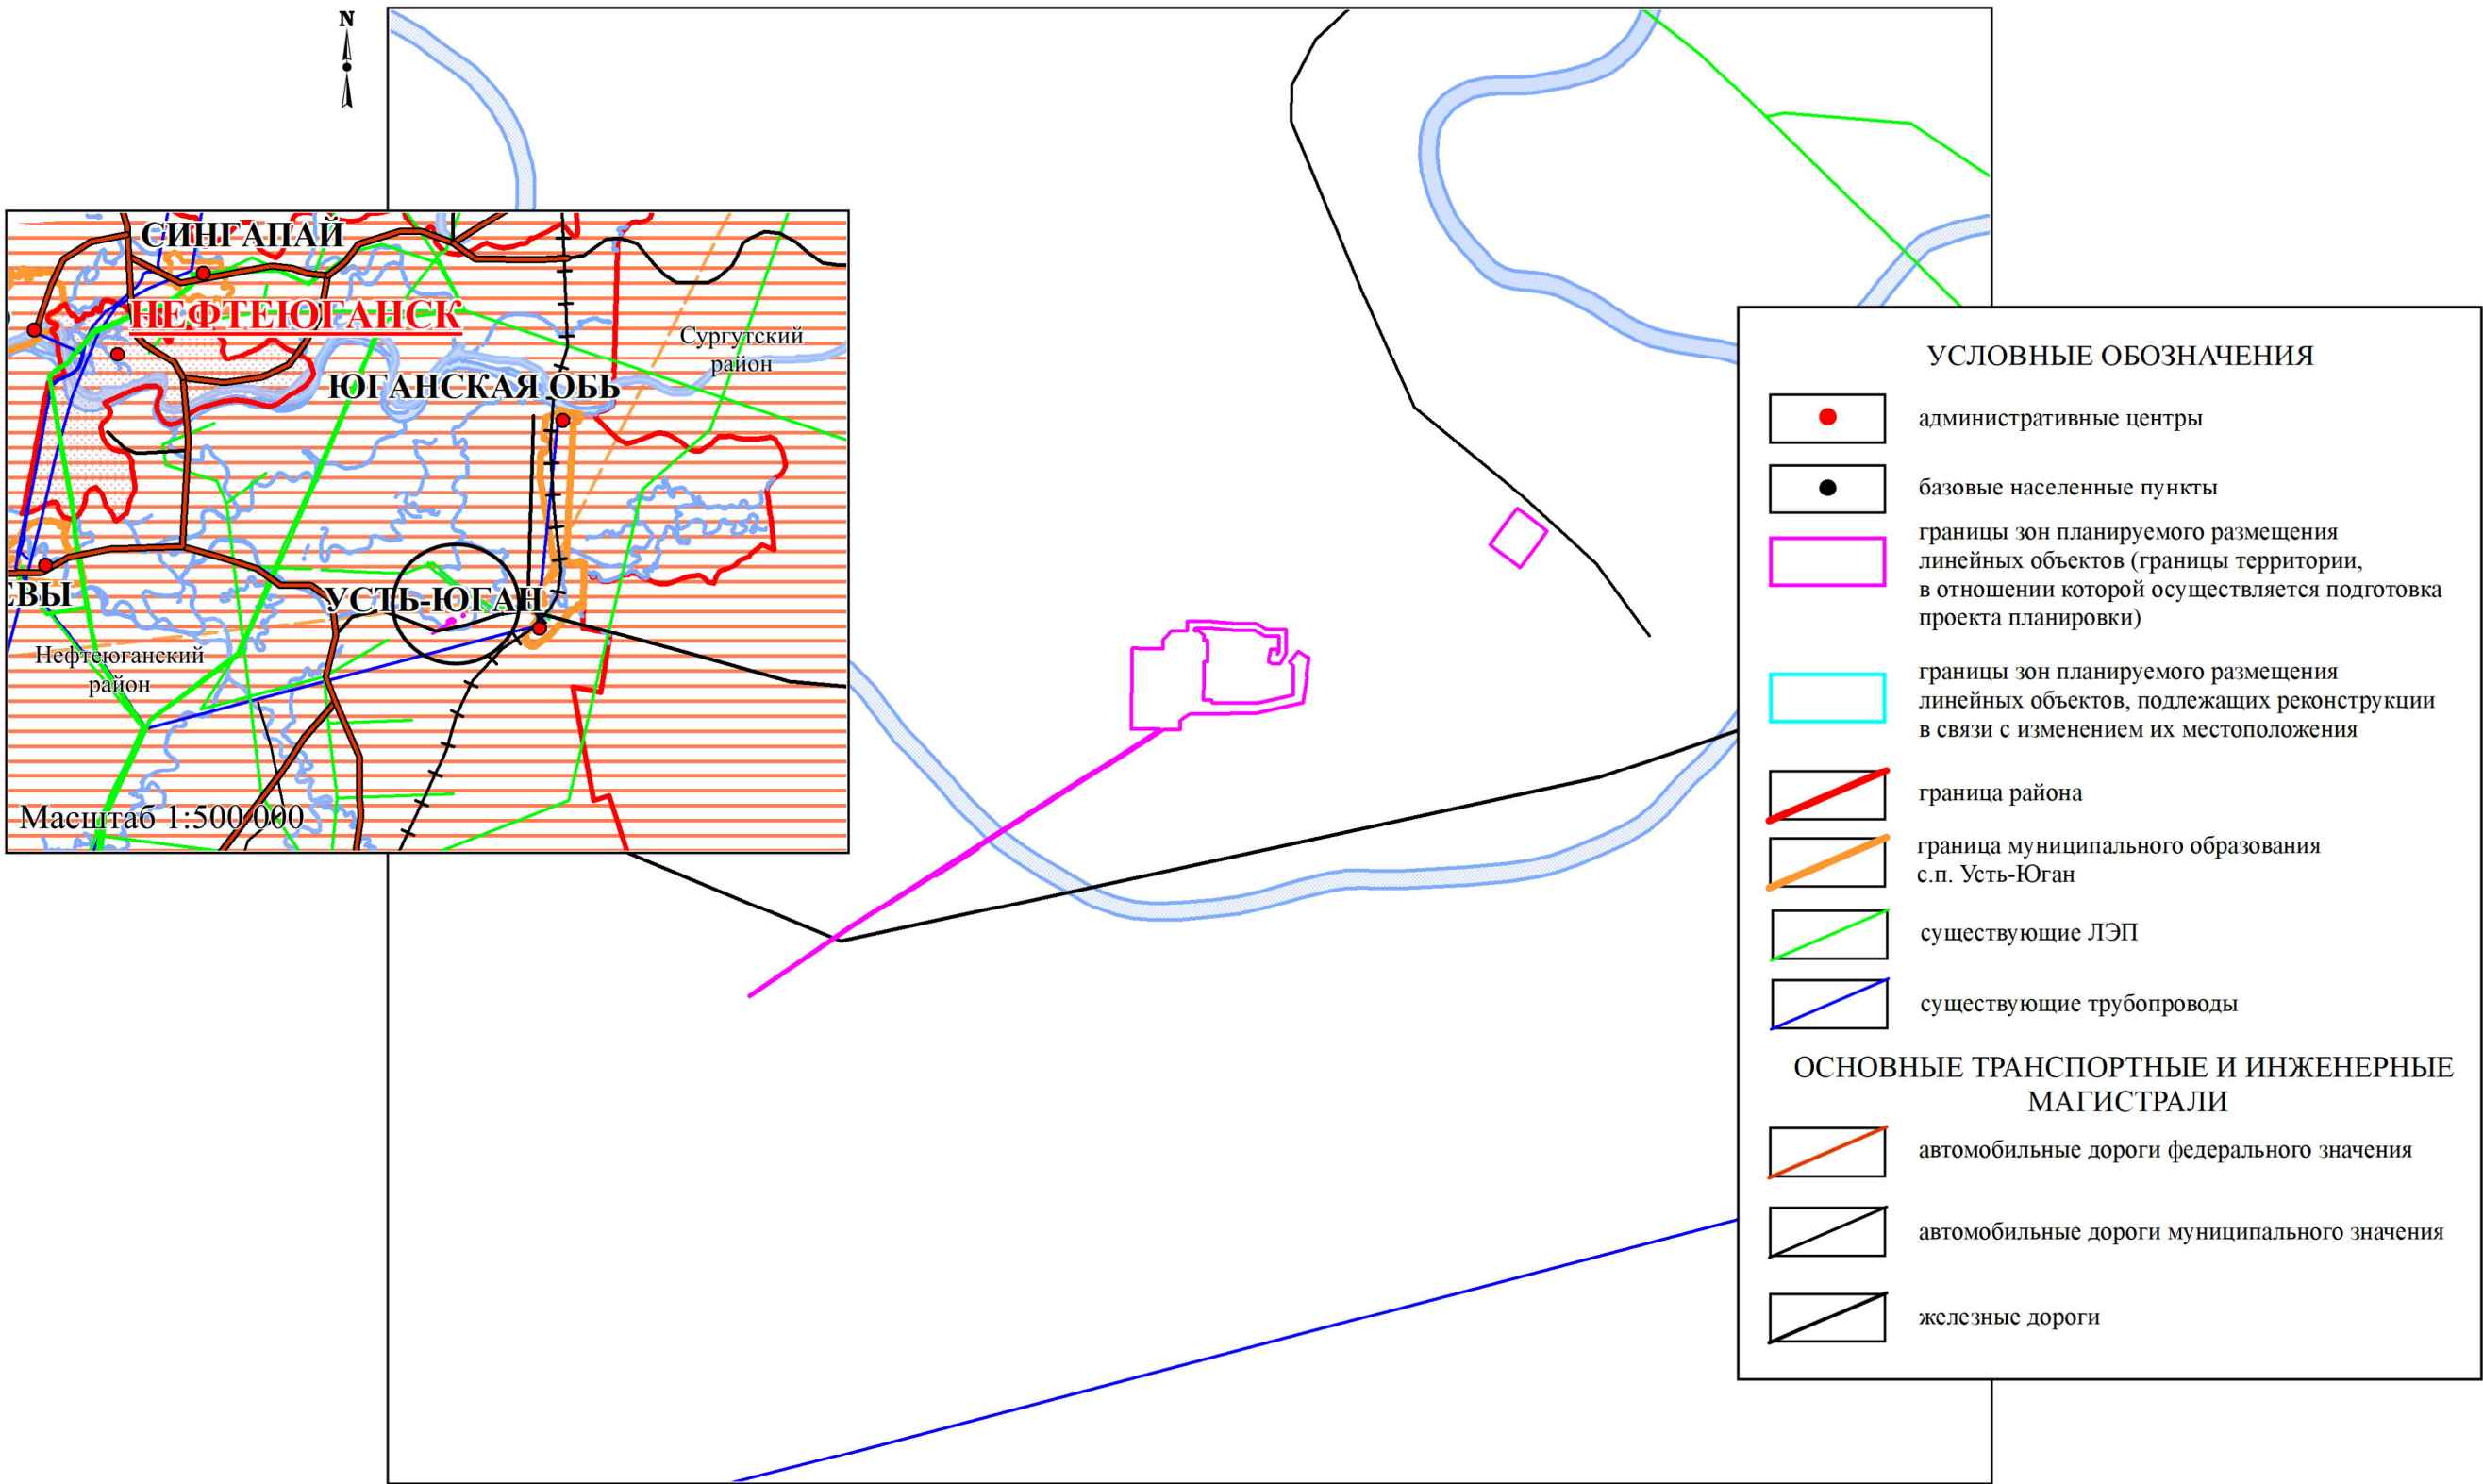 N
СИНГАПАЙ
НЕФТЕЮГАНСК
Сургутский
район
ЮГАНСКАЯ ОБЬ
ЕВЫ
УСТЬ-ЮГАН
Нефтеюганский
район
Масштаб 1:500 000
УСЛОВНЫЕ ОБОЗНАЧЕНИЯ
административные центры
базовые населенные пункты
границы зон планируемого размещения
линейных объектов (границы территории,
в отношении которой осуществляется подготовка
проекта планировки)
границы зон планируемого размещения
линейных объектов, подлежащих реконструкции
в связи с изменением их местоположения
граница района
граница муниципального образования
с.п. Усть-Юган
существующие ЛЭП
существующие трубопроводы
ОСНОВНЫЕ ТРАНСПОРТНЫЕ И ИНЖЕНЕРНЫЕ
МАГИСТРАЛИ
автомобильные дороги федерального значения
автомобильные дороги муниципального значения
железные дороги